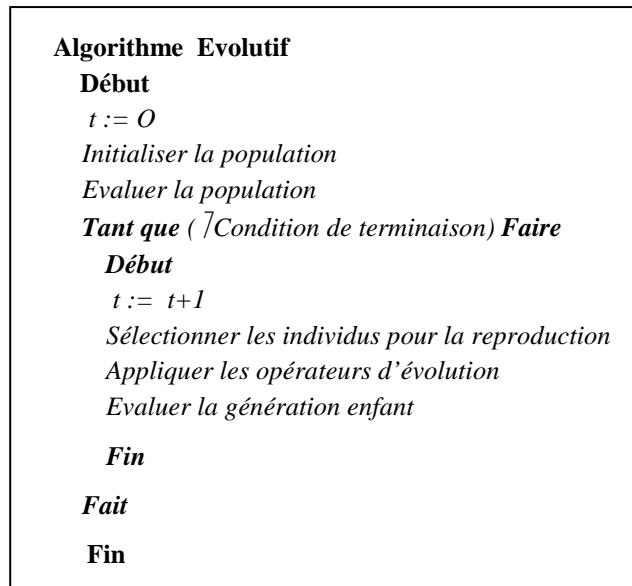 Algorithme Evolutif
Début
t := O
Initialiser la population
Evaluer la population
Tant que ( ⌉Condition de terminaison) Faire
Début
t := t+1
Sélectionner les individus pour la reproduction
Appliquer les opérateurs d’évolution
Evaluer la génération enfant
Fin
Fait
Fin